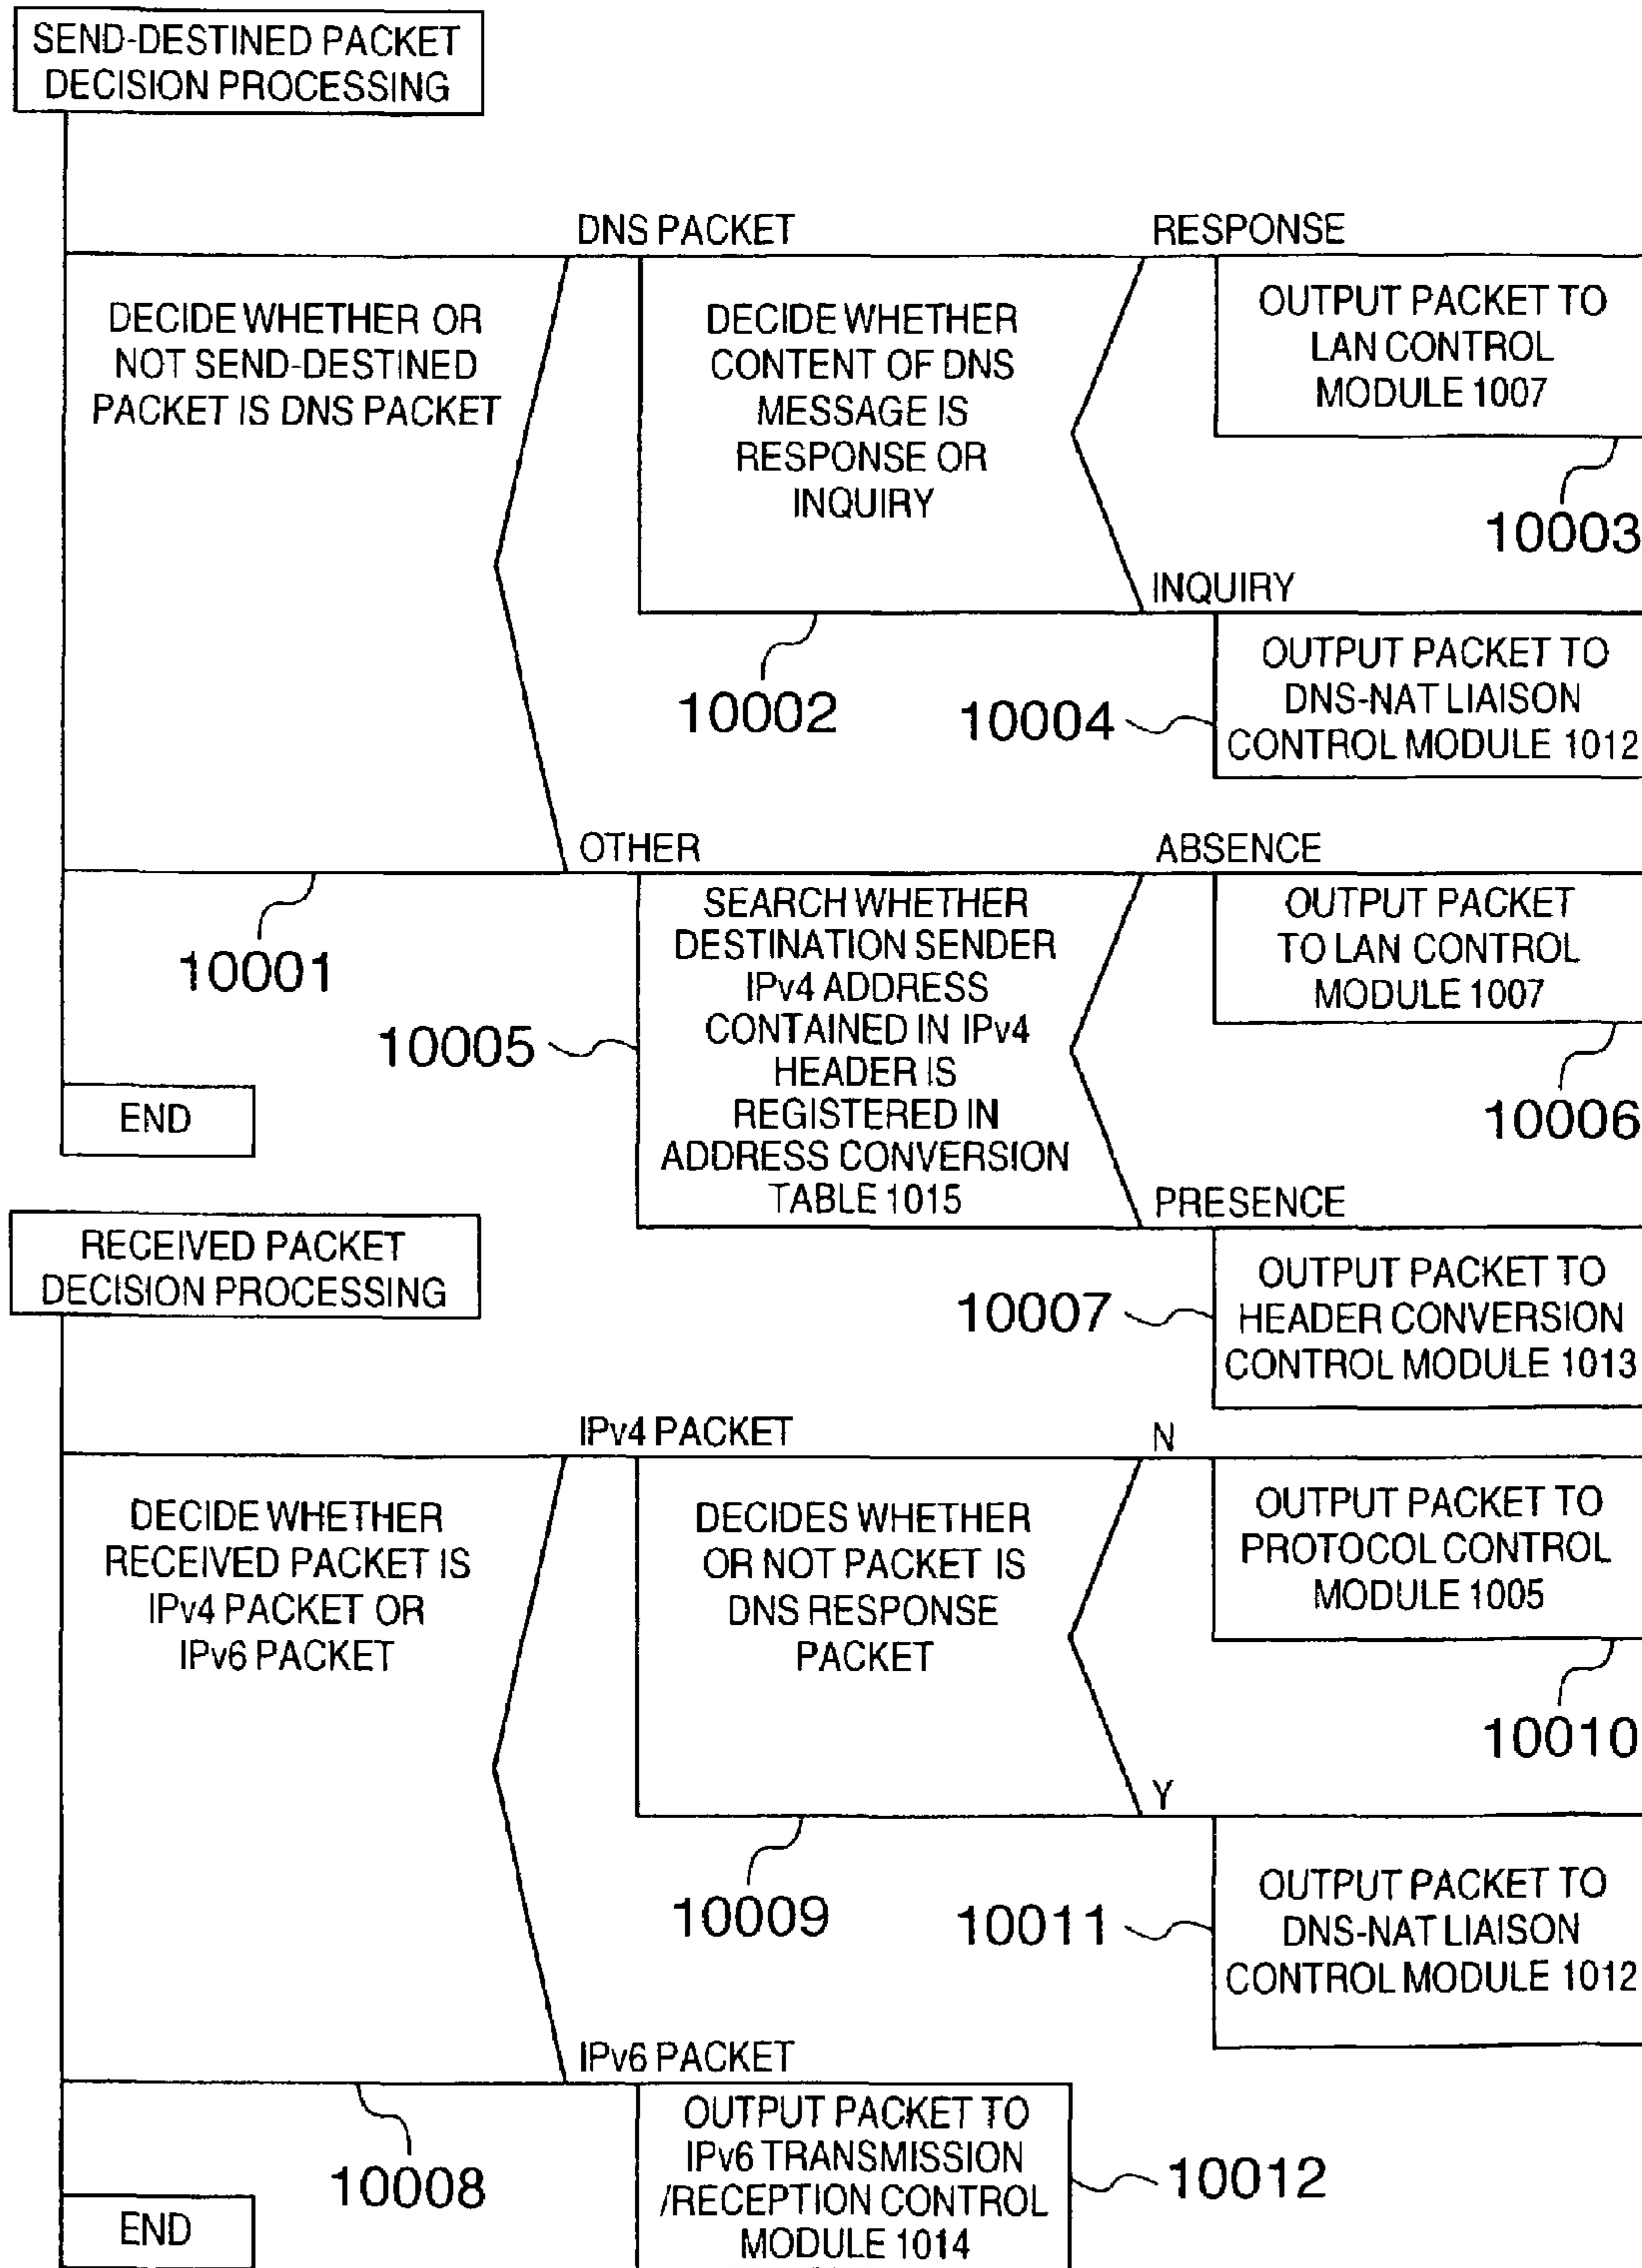 SEND-DESTINED PACKET
DECISION PROCESSING
DNS PACKET
RESPONSE
DECIDE WHETHER OR
NOT SEND-DESTINED
PACKET IS DNS PACKET
DECIDE WHETHER
CONTENT OF DNS
MESSAGE IS
RESPONSE OR
INQUIRY
OUTPUT PACKET TO
LAN CONTROL
MODULE 1007
10003
INQUIRY
10002
10004
OUTPUT PACKET TO
DNS-NAT LIAISON
CONTROL MODULE 1012
OTHER
ABSENCE
10001
10005
SEARCH WHETHER
DESTINATION SENDER
IPv4 ADDRESS
CONTAINED IN IPv4
HEADER IS
REGISTERED IN
ADDRESS CONVERSION
TABLE 1015
OUTPUT PACKET
TO LAN CONTROL
MODULE 1007
10006
END
PRESENCE
10007
OUTPUT PACKET TO
HEADER CONVERSION
CONTROL MODULE 1013
RECEIVED PACKET
DECISION PROCESSING
IPv4 PACKET
N
DECIDE WHETHER
RECEIVED PACKET IS
IPv4 PACKET OR
IPv6 PACKET
DECIDES WHETHER
OR NOT PACKET IS
DNS RESPONSE
PACKET
OUTPUT PACKET TO
PROTOCOL CONTROL
MODULE 1005
10010
Y
10009
10011
OUTPUT PACKET TO
DNS-NAT LIAISON
CONTROL MODULE 1012
IPv6 PACKET
10008
OUTPUT PACKET TO
IPv6 TRANSMISSION
/RECEPTION CONTROL
MODULE 1014
10012
END